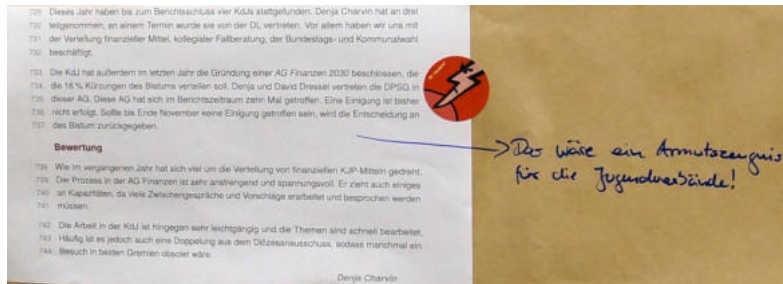 729 Dieses Jahr haben bis zum Berichtsschluss vier KdJs stattgefunden. Denja Charvin hat an drei
730 teilgenommen, an einem Termin wurde sie von der DL vertreten. Vor allem haben wir uns mit
731 der Verteilung finanzieller Mittel, kollegialer Fallberatung, der Bundestags- und Kommunalwahl
732 beschäftigt.
733 Die KdJ hat außerdem im letzten Jahr die Gründung einer AG Finanzen 2030 beschlossen, die
734 die 18 % Kürzungen des Bistums verteilen soll. Denja und David Dressel vertreten die DPSG in
735 dieser AG. Diese AG hat sich im Berichtszeitraum zehn Mal getroffen. Eine Einigung ist bisher
736 nicht erfolgt. Sollte bis Ende November keine Einigung getroffen sein, wird die Entscheidung an
737 das Bistum zurückgegeben.
Das wäre ein Armutszeugnis
für die Jugendverbände!
Bewertung
738 Wie im vergangenen Jahr hat sich viel um die Verteilung von finanziellen KJP-Mitteln gedreht.
739 Der Prozess in der AG Finanzen ist sehr anstrengend und spannungsvoll. Er zieht auch einiges
740 an Kapazitäten, da viele Zwischengespräche und Vorschläge erarbeitet und besprochen werden
741 müssen.
742 Die Arbeit in der KdJ ist hingegen sehr leichtgängig und die Themen sind schnell bearbeitet.
743 Häufig ist es jedoch auch eine Doppelung aus dem Diözesanausschuss, sodass manchmal ein
744 Besuch in beiden Gremien obsolet wäre.
Denja Charvin